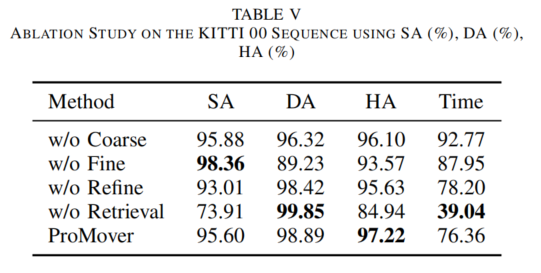 TABLE V
ABLATION STUDY ON THE KITTI 00 SEQUENCE USING SA (%), DA (%),
HA (%)
Method SA DA HA Time
w/o Coarse 95.88 96.32 96.10 92.77
w/o Fine 98.36 89.23 93.57 87.95
w/o Refine 93.01 98.42 95.63 78.20
w/o Retrieval 73.91 99.85 84.94 39.04
ProMover 95.60 98.89 97.22 76.36